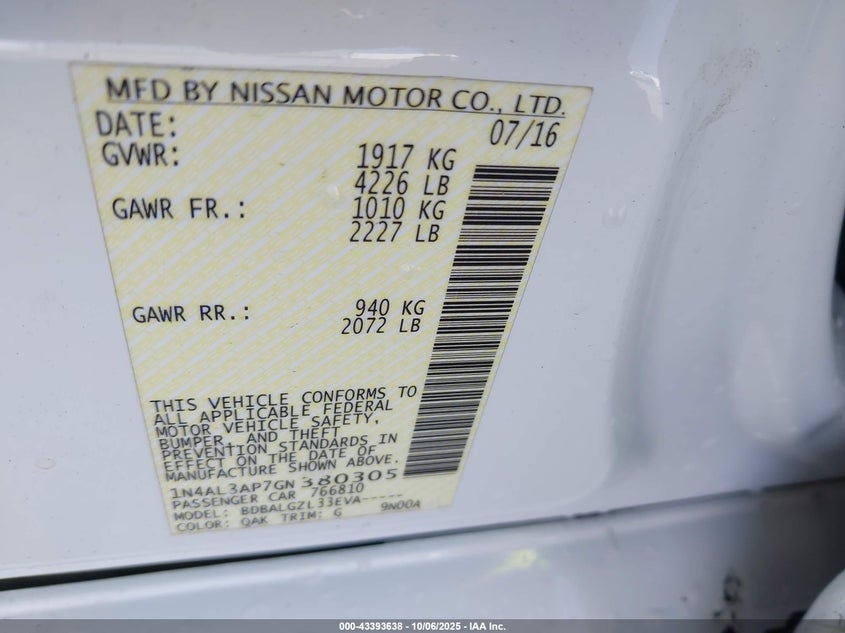 MFD BY NISSAN MOTOR CO., LTD.
DATE: 07/16
GVWR: 1917 KG
4226 LB
GAWR FR.: 1010 KG
2227 LB
GAWR RR.: 940 KG
2072 LB
THIS VEHICLE CONFORMS TO
ALL APPLICABLE FEDERAL
MOTOR VEHICLE SAFETY,
BUMPER, AND THEFT
PREVENTION STANDARDS IN
EFFECT ON THE DATE OF
MANUFACTURE SHOWN ABOVE.
1N4AL3AP7GN380305
PASSENGER CAR 766810
MODEL: BDBALGZL33EVA-----
COLOR: QAK TRIM: G 9N00A
000-43393638 - 10/06/2025 - IAA Inc.